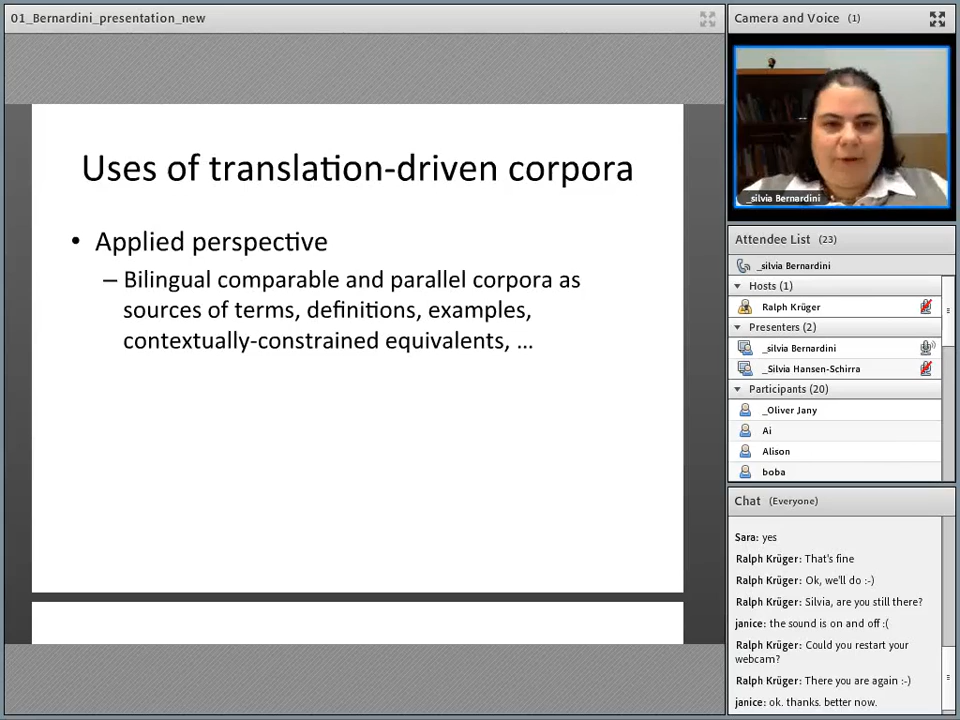 01_Bernardini_presentation_new
Uses of translation-driven corpora
• Applied perspective
– Bilingual comparable and parallel corpora as
sources of terms, definitions, examples,
contextually-constrained equivalents, …
Camera and Voice (1)
_silvia Bernardini
Attendee List (23)
_silvia Bernardini
Hosts (1)
Ralph Krüger
Presenters (2)
_silvia Bernardini
_Silvia Hansen-Schirra
Participants (20)
_Oliver Jany
Ai
Alison
boba
Chat (Everyone)
Sara: yes
Ralph Krüger: That's fine
Ralph Krüger: Ok, we'll do :-)
Ralph Krüger: Silvia, are you still there?
janice: the sound is on and off :(
Ralph Krüger: Could you restart your
webcam?
Ralph Krüger: There you are again :-)
janice: ok. thanks. better now.